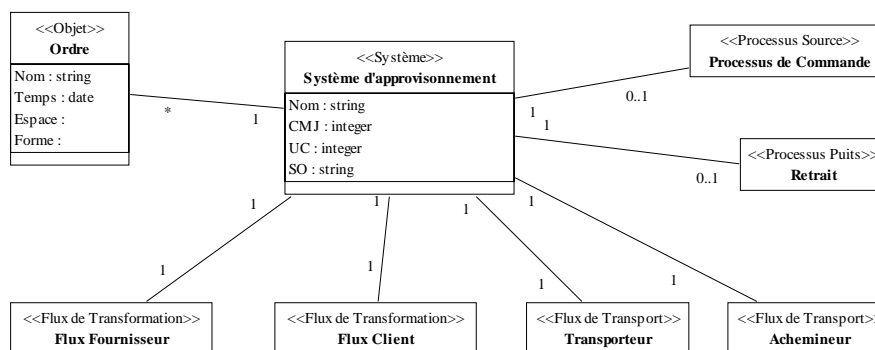 <<Objet>>
Ordre
Nom : string
Temps : date
Espace :
Forme :
*
1
<<Système>>
Système d'approvisonnement
Nom : string
CMJ : integer
UC : integer
SO : string
<<Processus Source>>
Processus de Commande
1
0..1
1
<<Processus Puits>>
Retrait
0..1
1
1
1
1
1
1
1
1
<<Flux de Transformation>>
Flux Fournisseur
<<Flux de Transformation>>
Flux Client
<<Flux de Transport>>
Transporteur
<<Flux de Transport>>
Achemineur